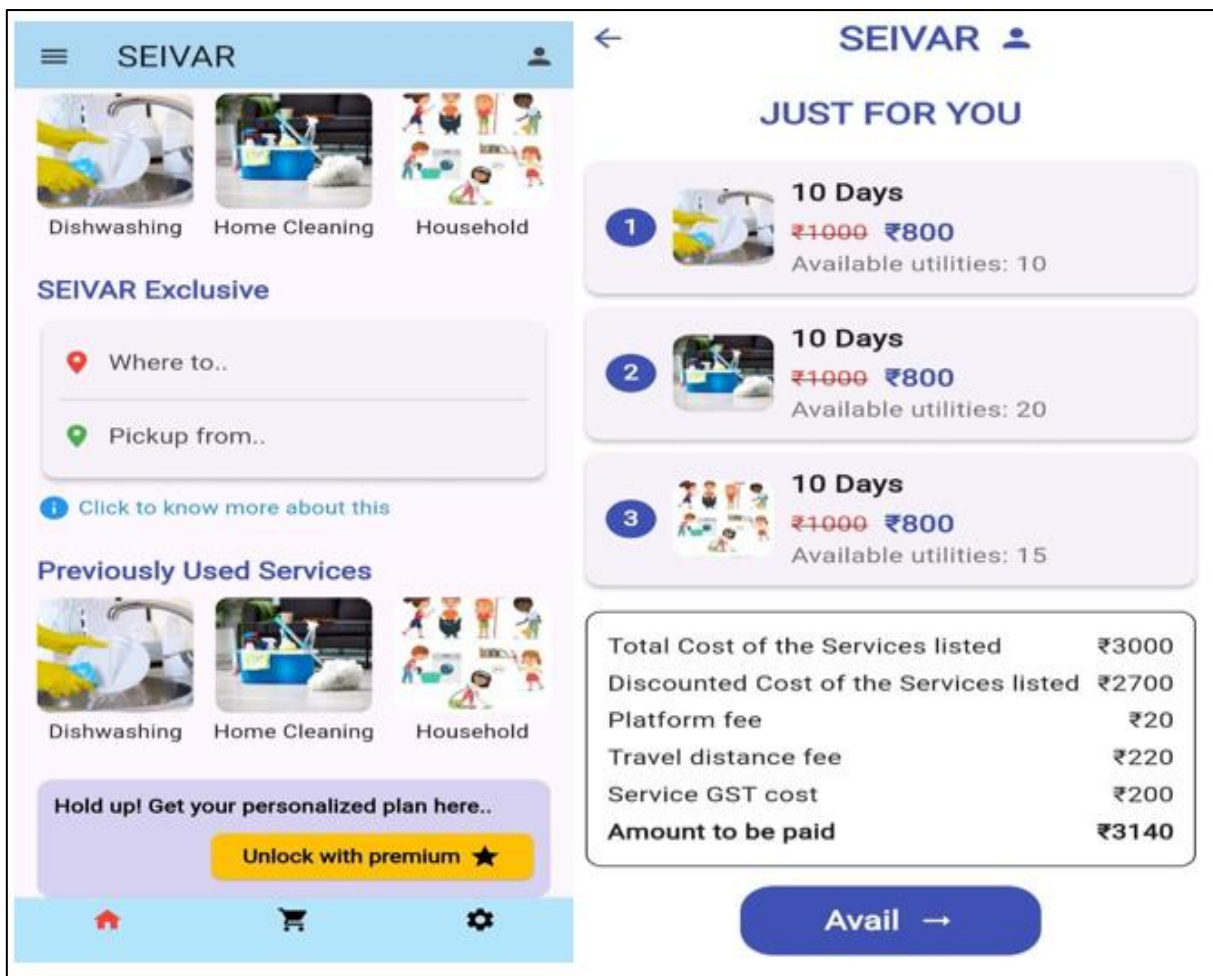 SEIVAR
Dishwashing Home Cleaning Household
SEIVAR Exclusive
Where to..
Pickup from..
Click to know more about this
Previously Used Services
Dishwashing Home Cleaning Household
Hold up! Get your personalized plan here..
Unlock with premium
SEIVAR
JUST FOR YOU
1
10 Days
₹1000 ₹800
Available utilities: 10
2
10 Days
₹1000 ₹800
Available utilities: 20
3
10 Days
₹1000 ₹800
Available utilities: 15
Total Cost of the Services listed ₹3000
Discounted Cost of the Services listed ₹2700
Platform fee ₹20
Travel distance fee ₹220
Service GST cost ₹200
Amount to be paid ₹3140
Avail →